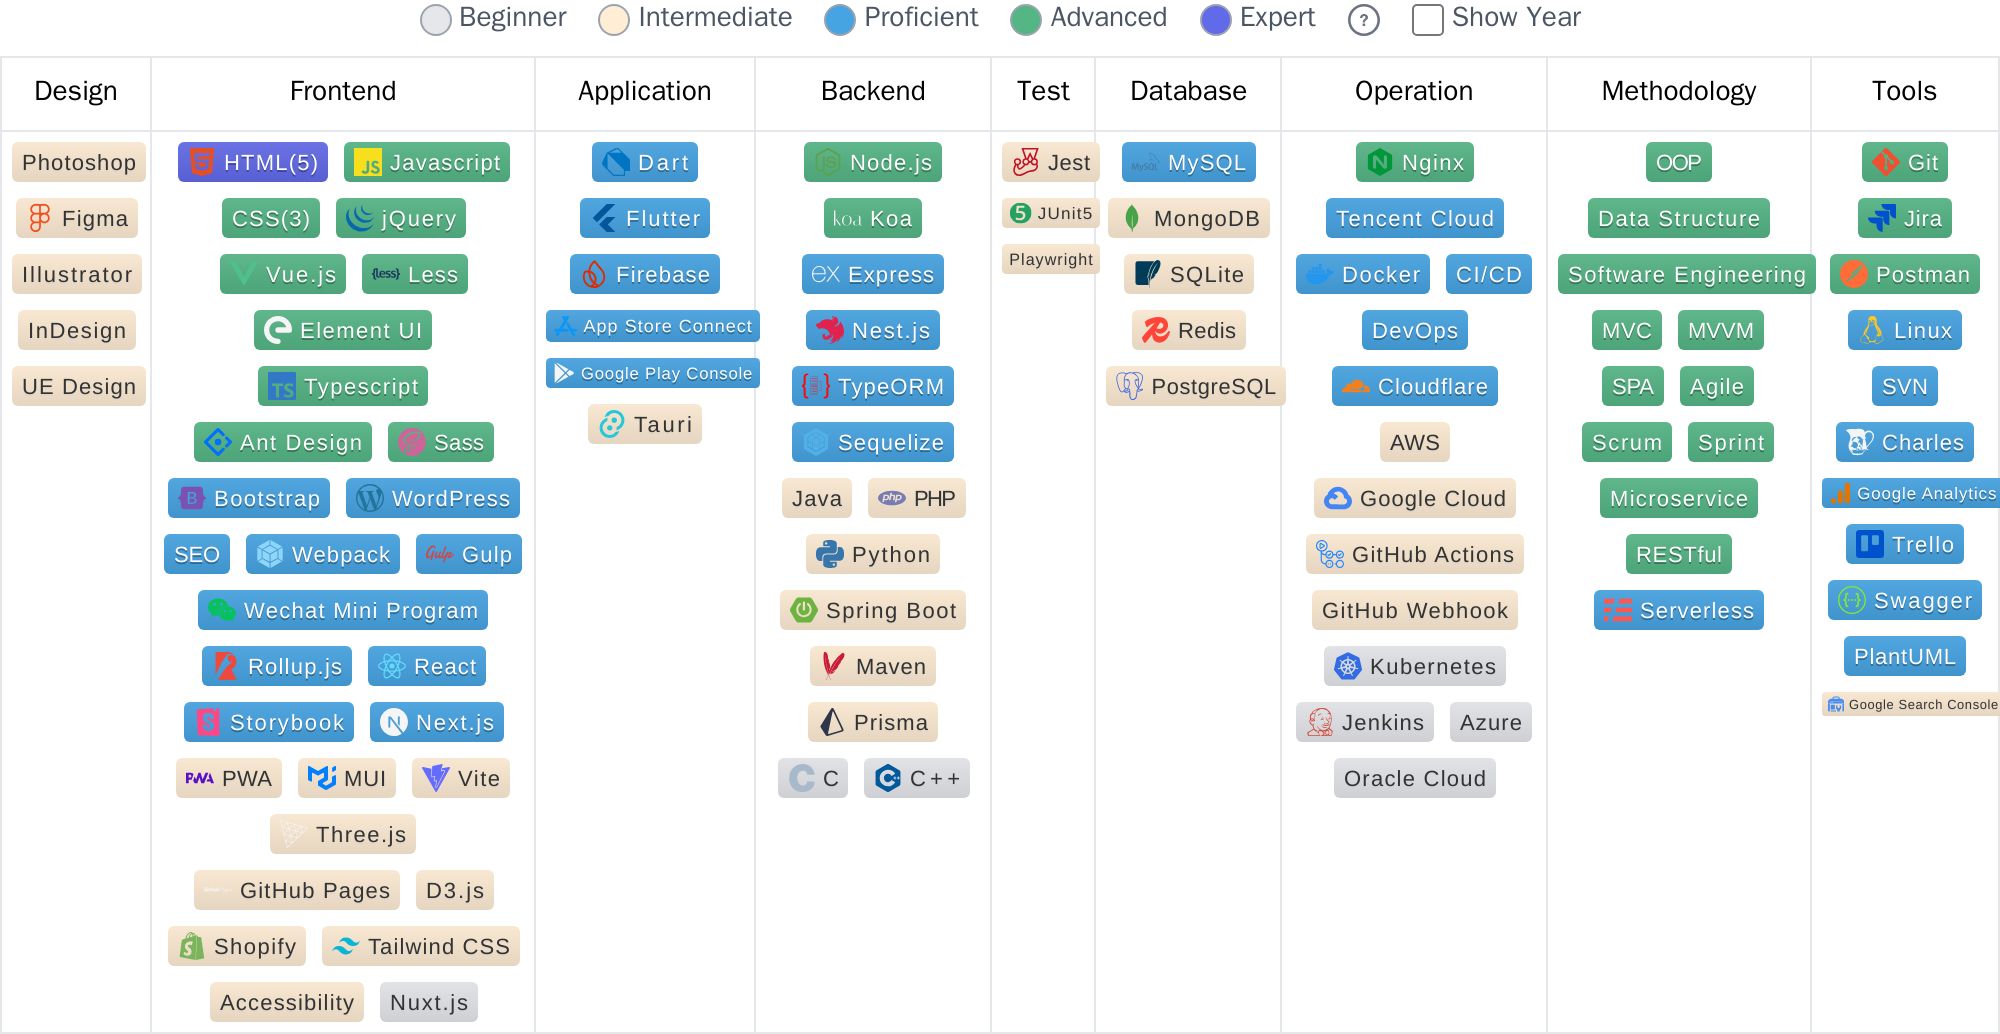 Beginner Intermediate Proficient Advanced Expert ? Show Year
Design
Photoshop
Figma
Illustrator
InDesign
UE Design
Frontend
HTML(5) JS Javascript
CSS(3) jQuery
Vue.js {less} Less
Element UI
TS Typescript
Ant Design Sass
B Bootstrap WordPress
SEO Webpack Gulp Gulp
Wechat Mini Program
Rollup.js React
Storybook Next.js
PWA PWA MUI Vite
Three.js
GitHub Pages D3.js
Shopify Tailwind CSS
Accessibility Nuxt.js
Application
Dart
Flutter
Firebase
App Store Connect
Google Play Console
Tauri
Backend
Node.js
koa Koa
ex Express
Nest.js
TypeORM
Sequelize
Java php PHP
Python
Spring Boot
Maven
Prisma
C C C++
Test
Jest
5 JUnit5
Playwright
Database
MySQL MySQL
MongoDB
SQLite
Redis
PostgreSQL
Operation
N Nginx
Tencent Cloud
Docker CI/CD
DevOps
Cloudflare
AWS
Google Cloud
GitHub Actions
GitHub Webhook
Kubernetes
Jenkins Azure
Oracle Cloud
Methodology
OOP
Data Structure
Software Engineering
MVC MVVM
SPA Agile
Scrum Sprint
Microservice
RESTful
Serverless
Tools
Git
Jira
Postman
Linux
SVN
Charles
Google Analytics
Trello
Swagger
PlantUML
Google Search Console